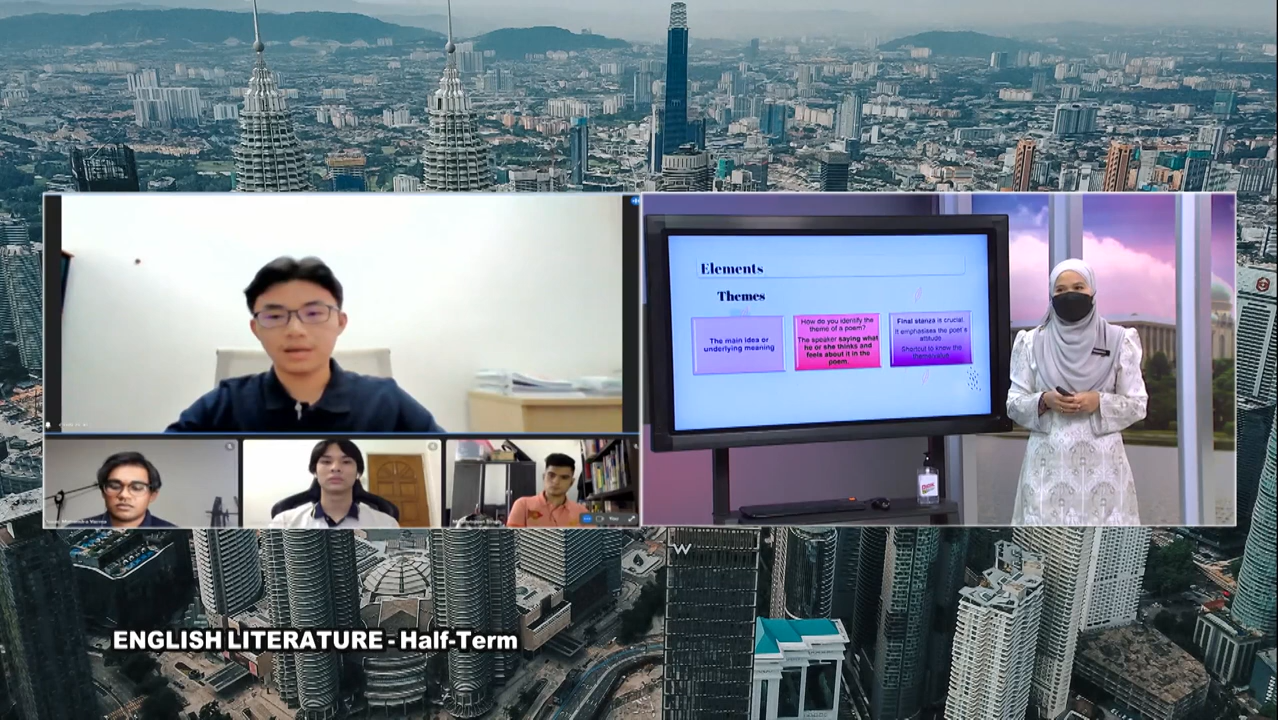 Elements
Themes
The main idea or
underlying meaning
How do you identify the
theme of a poem?
The speaker saying what
he or she thinks and
feels about it in the
poem.
Final stanza is crucial.
It emphasises the poet's
attitude
Shortcut to know the
W
ENGLISH LITERATURE - Half-Term